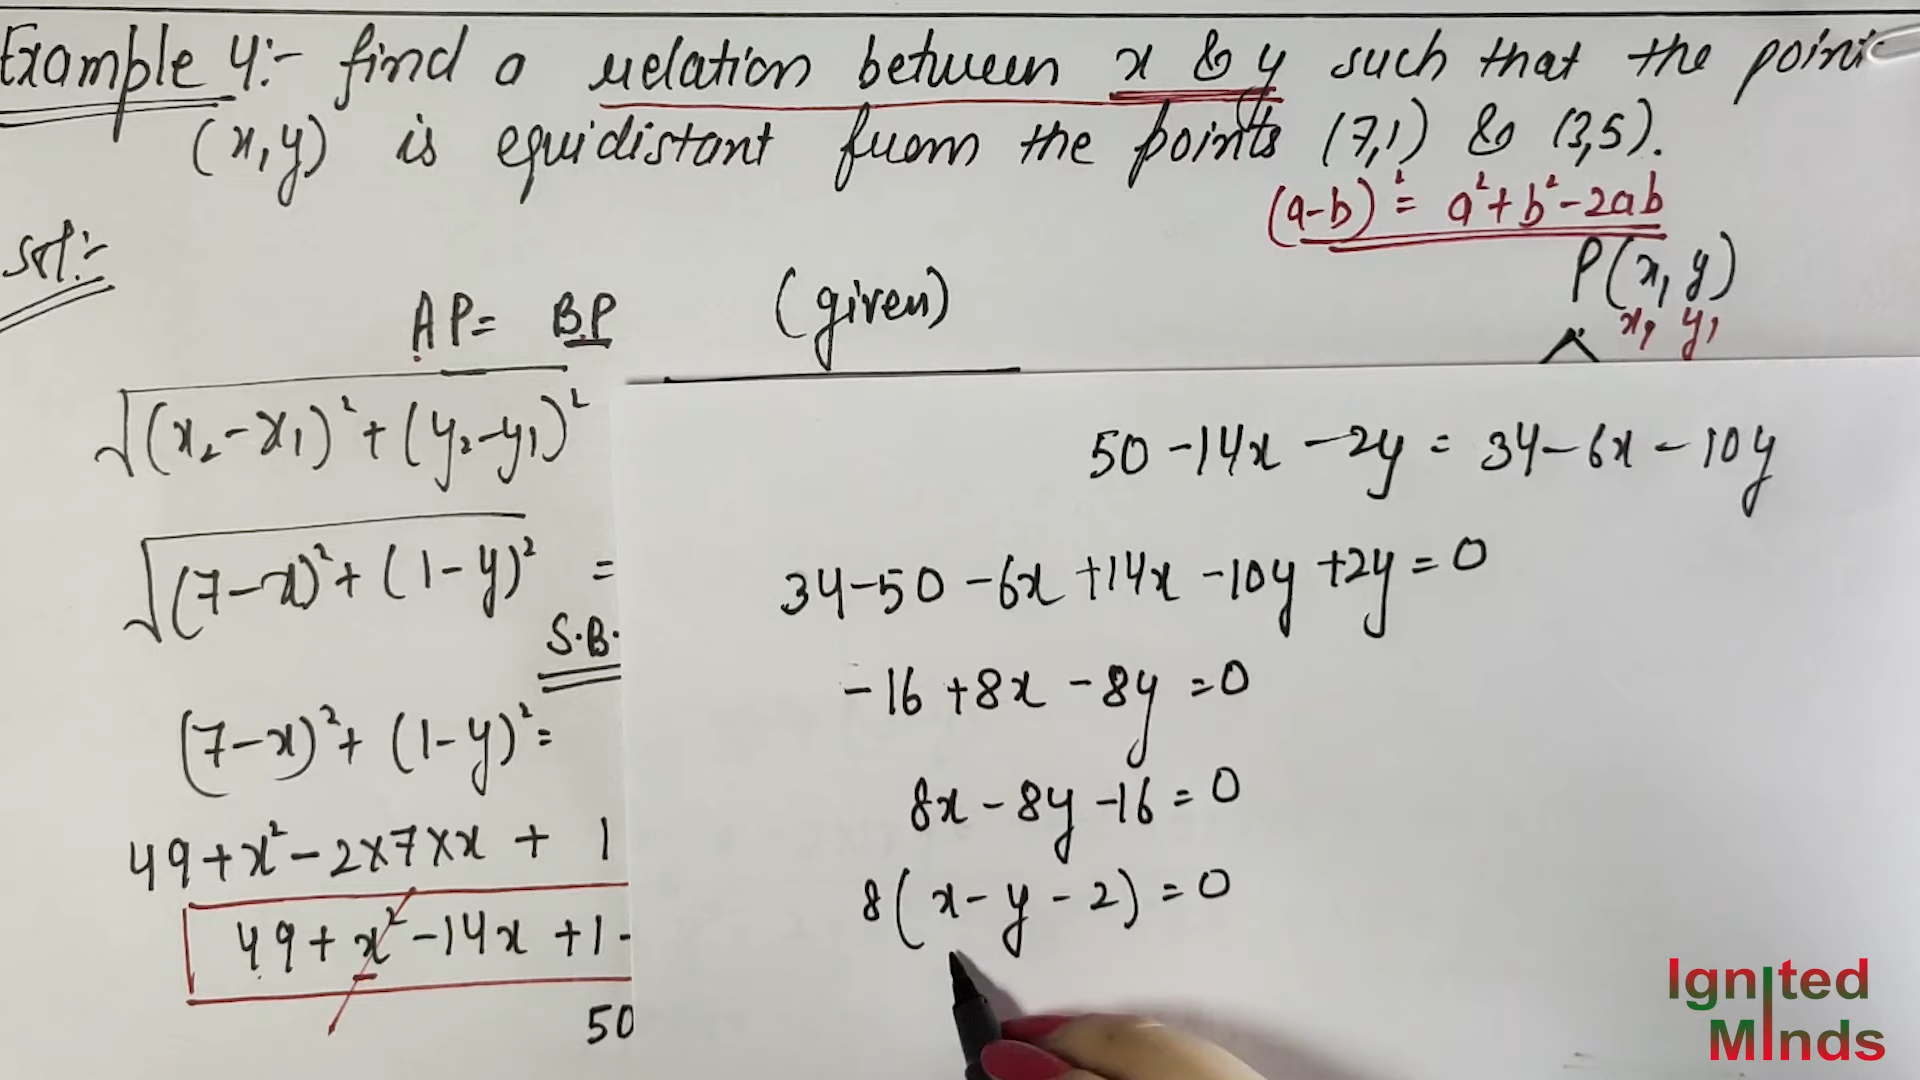 Example 4:- find a relation between x & y such that the point
(x,y) is equidistant from the points (7,1) & (3,5).
(a-b)² = a²+b²-2ab
Sol:-
P(x, y)
x₁ y₁
AP = BP (given)
√(x₂-x₁)²+(y₂-y₁)²
50-14x-2y = 34-6x-10y
√(7-x)²+(1-y)² =
34-50-6x+14x-10y+2y=0
S.B.
-16+8x-8y=0
(7-x)²+(1-y)²=
8x-8y-16=0
49+x²-2×7×x+1
8(x-y-2)=0
49+x²-14x+1-
50
Ignited
Minds